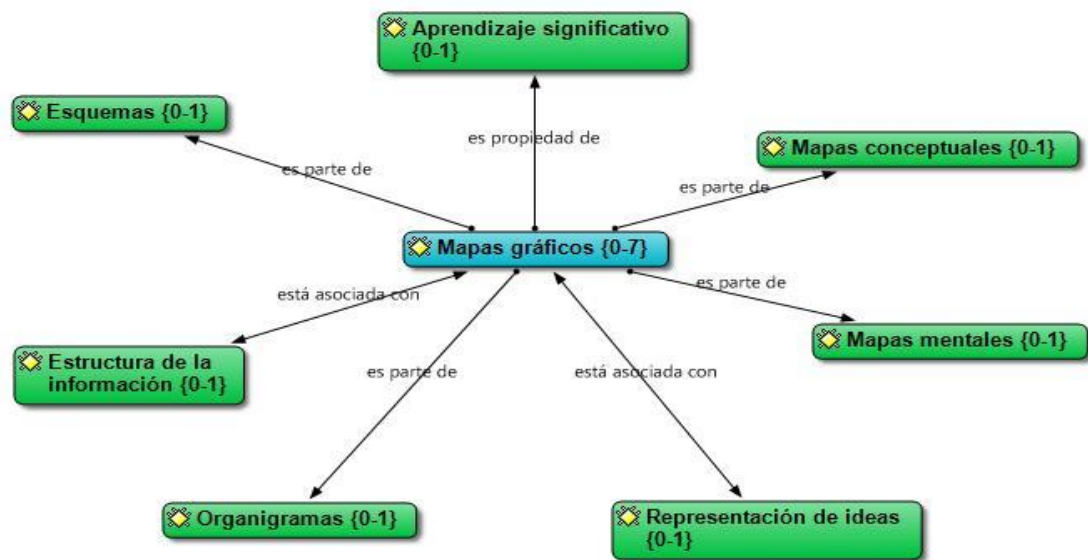 Aprendizaje significativo
{0-1}
Esquemas {0-1}
es propiedad de
Mapas conceptuales {0-1}
es parte de
es parte de
Mapas gráficos {0-7}
está asociada con
es parte de
Mapas mentales {0-1}
Estructura de la
información {0-1}
es parte de
está asociada con
Organigramas {0-1}
Representación de ideas
{0-1}